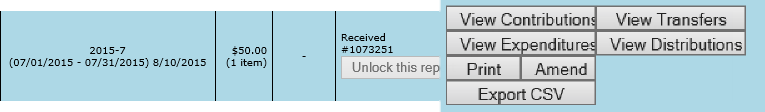 2015-7
(07/01/2015 - 07/31/2015) 8/10/2015
$50.00
(1 item)
-
Received
#1073251
Unlock this rep
View Contributions
View Transfers
View Expenditures
View Distributions
Print
Amend
Export CSV